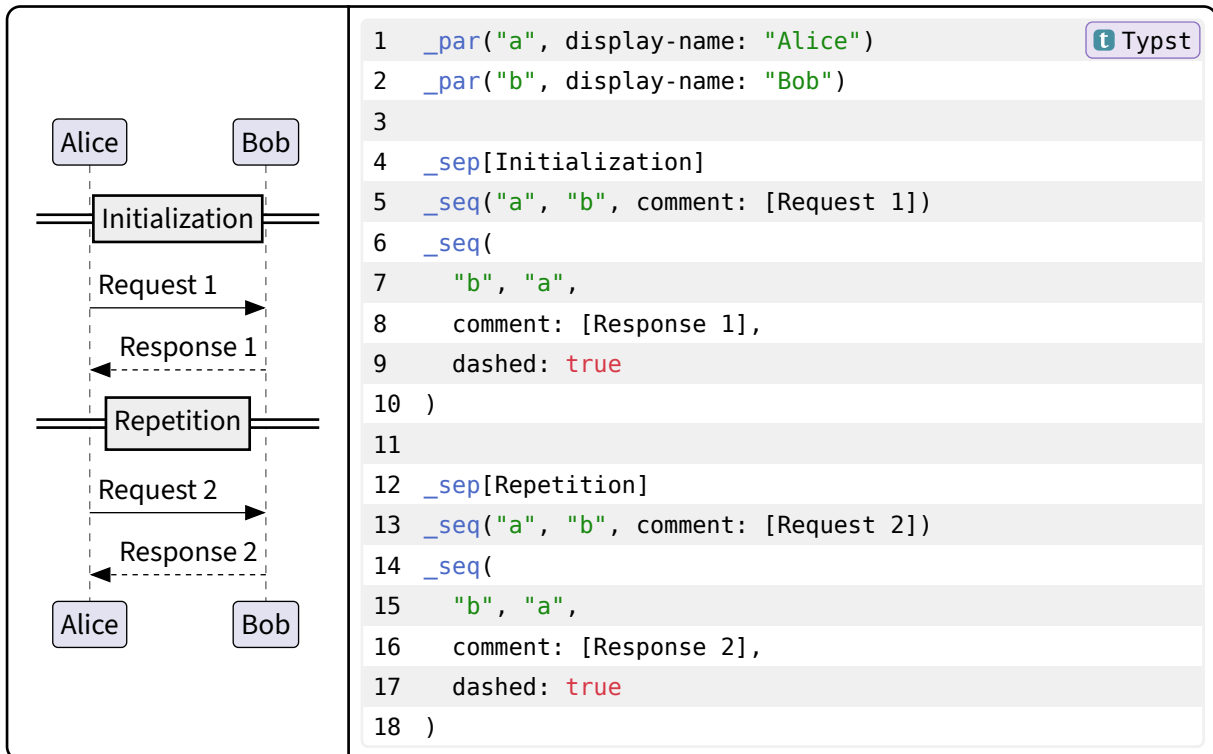 Alice Bob
Initialization
Request 1
Response 1
Repetition
Request 2
Response 2
Alice Bob
1 _par("a", display-name: "Alice")
Typst
2 _par("b", display-name: "Bob")
3
4 _sep[Initialization]
5 _seq("a", "b", comment: [Request 1])
6 _seq(
7   "b", "a",
8   comment: [Response 1],
9   dashed: true
10 )
11
12 _sep[Repetition]
13 _seq("a", "b", comment: [Request 2])
14 _seq(
15   "b", "a",
16   comment: [Response 2],
17   dashed: true
18 )